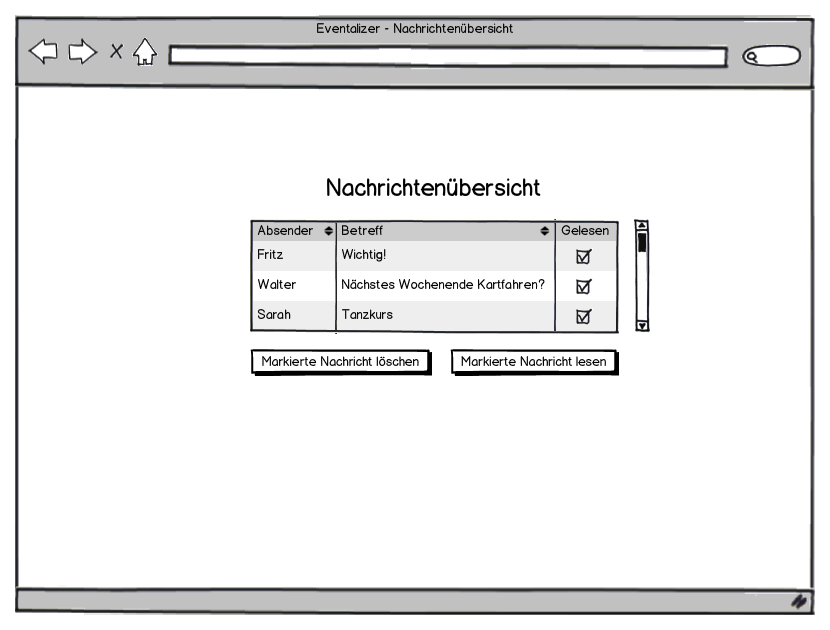 Eventalizer - Nachrichtenübersicht
Nachrichtenübersicht
Absender Betreff Gelesen
Fritz Wichtig!
Walter Nächstes Wochenende Kartfahren?
Sarah Tanzkurs
Markierte Nachricht löschen Markierte Nachricht lesen